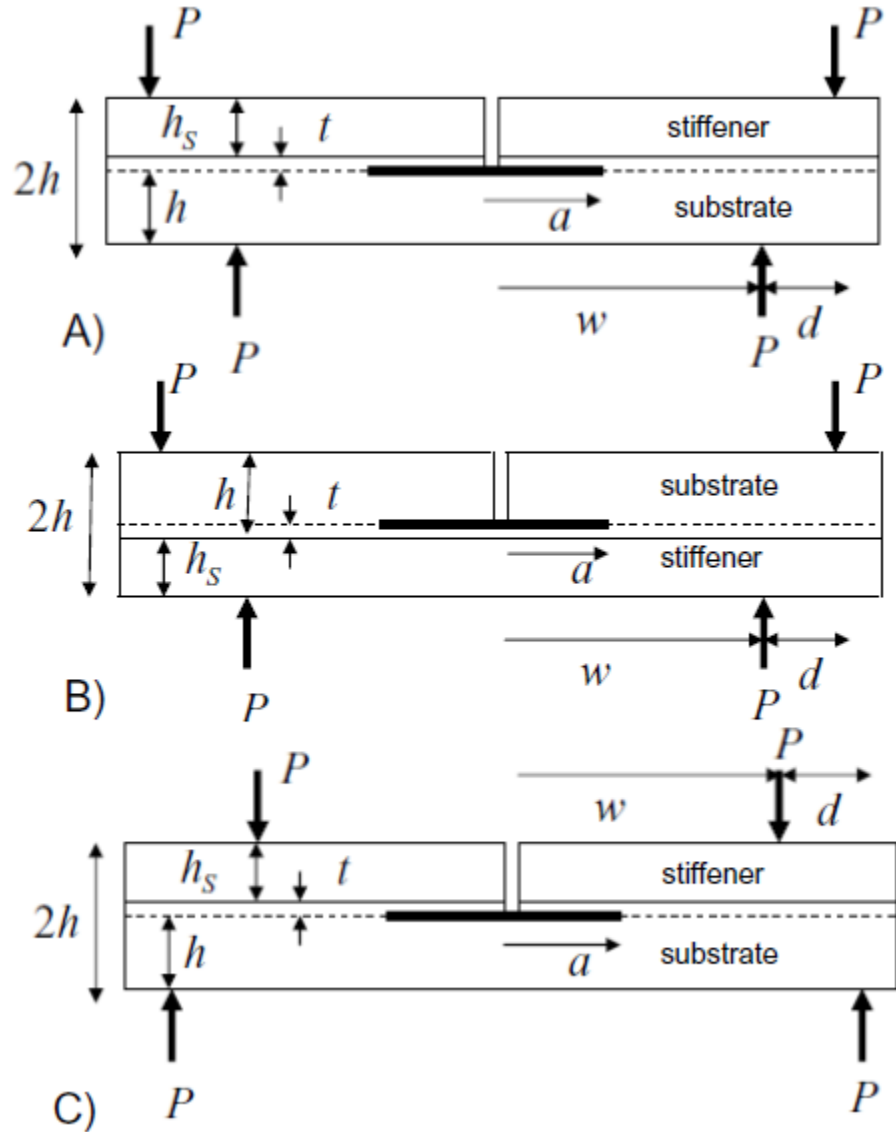 P P
h_s t stiffener
2h
h a substrate
w d
A) P P
P P
h t substrate
2h
h_s a stiffener
w d
B) P P
P P
w d
h_s t stiffener
2h
h a substrate
C) P P